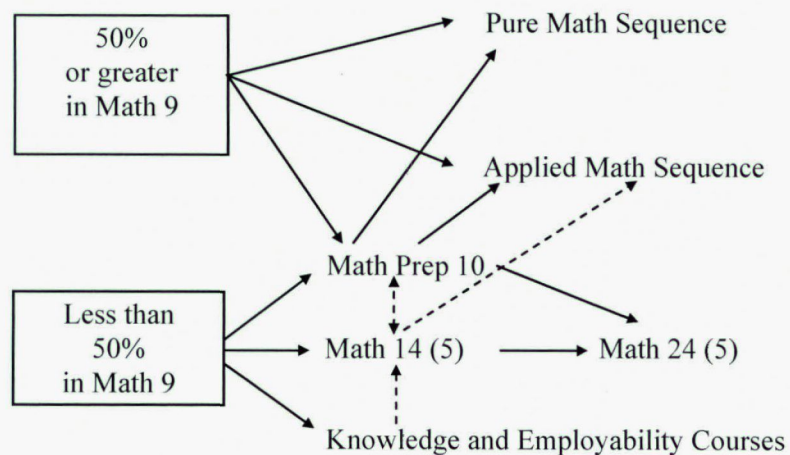 50%
or greater
in Math 9
Pure Math Sequence
Applied Math Sequence
Math Prep 10
Less than
50%
in Math 9
Math 14 (5)
Math 24 (5)
Knowledge and Employability Courses